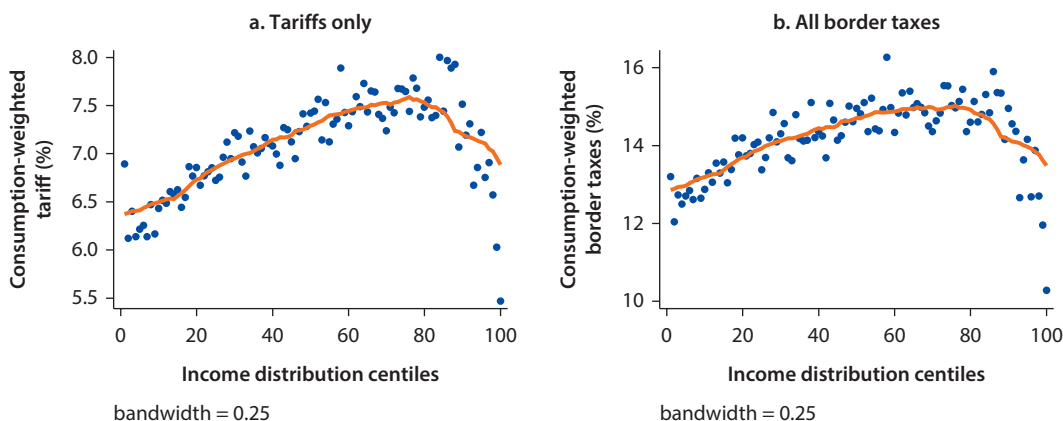 a. Tariffs only
Consumption-weighted
tariff (%)
8.0
7.5
7.0
6.5
6.0
5.5
0 20 40 60 80 100
Income distribution centiles
bandwidth = 0.25
b. All border taxes
Consumption-weighted
border taxes (%)
16
14
12
10
0 20 40 60 80 100
Income distribution centiles
bandwidth = 0.25